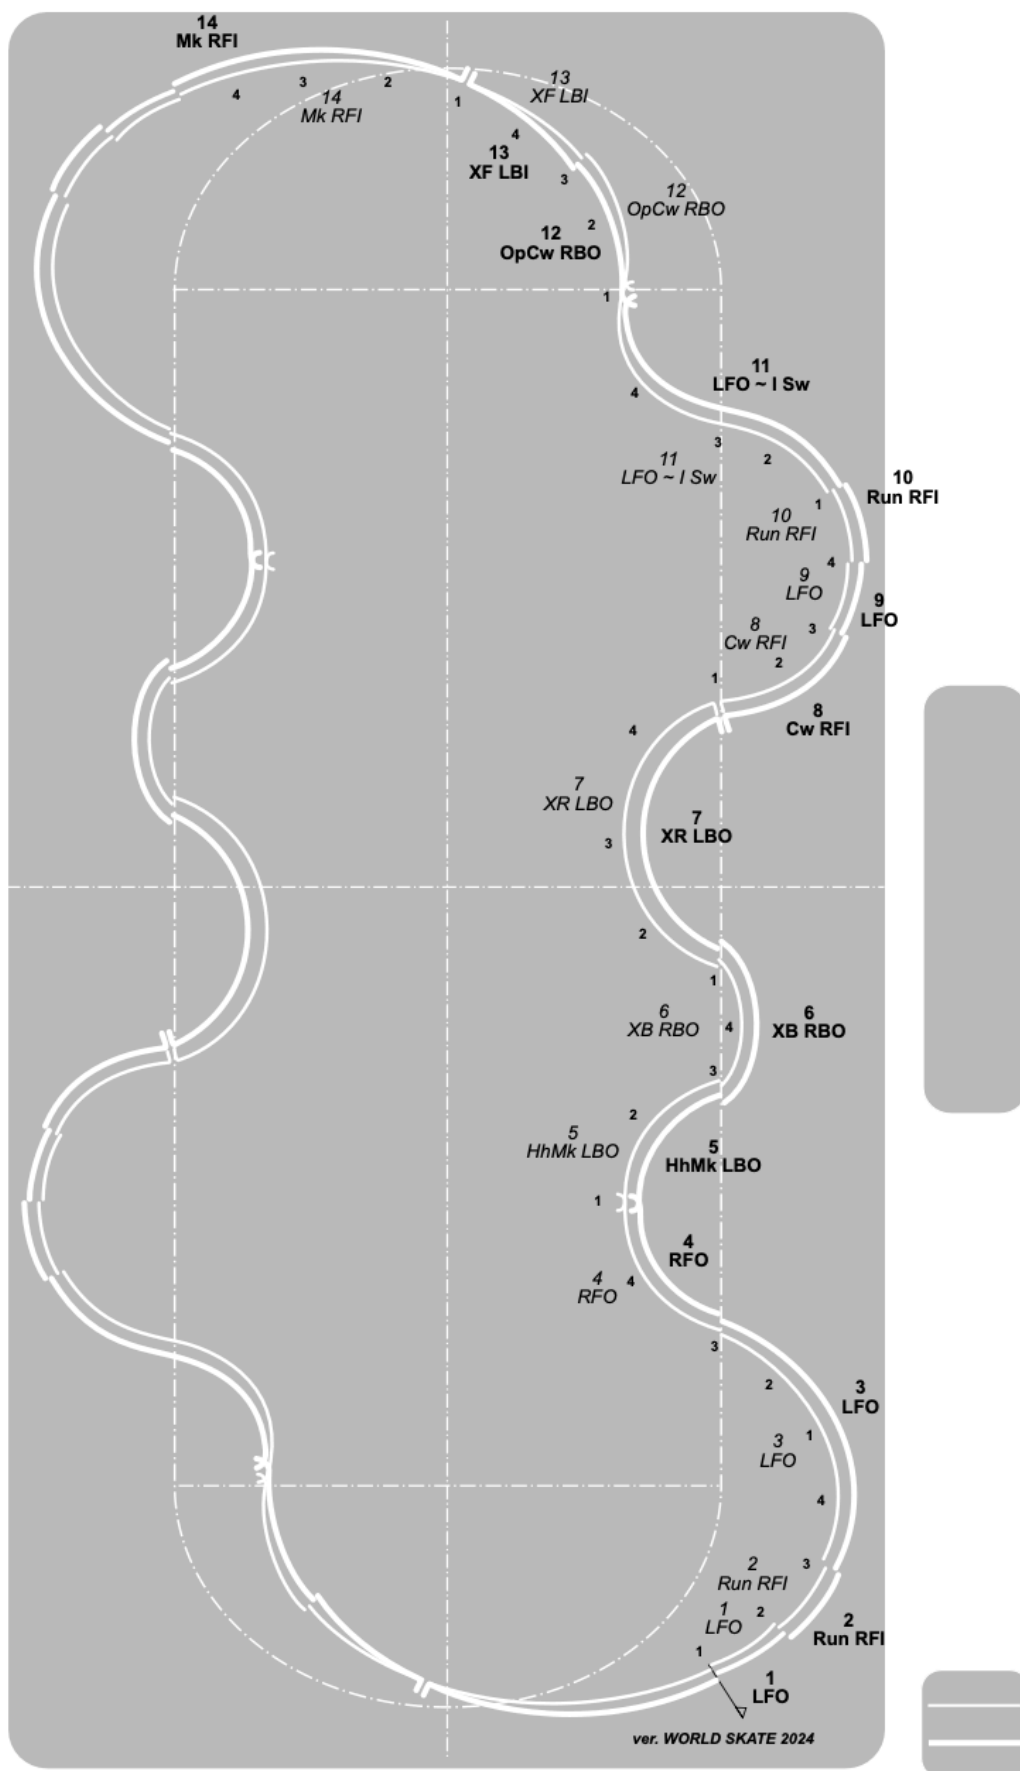 14
Mk RFI
4
3
2
14
Mk RFI
1
13
XF LBI
4
13
XF LBI
3
12
OpCw RBO
2
12
OpCw RBO
1
11
LFO ~ I Sw
4
3
2
11
LFO ~ I Sw
10
Run RFI
1
10
Run RFI
4
9
LFO
9
LFO
3
8
Cw RFI
2
1
8
Cw RFI
4
7
XR LBO
7
XR LBO
3
2
1
6
XB RBO
4
6
XB RBO
3
2
5
HhMk LBO
5
HhMk LBO
1
4
RFO
4
RFO
4
3
2
3
LFO
1
3
LFO
4
3
2
Run RFI
2
1
LFO
2
Run RFI
1
1
LFO
ver. WORLD SKATE 2024